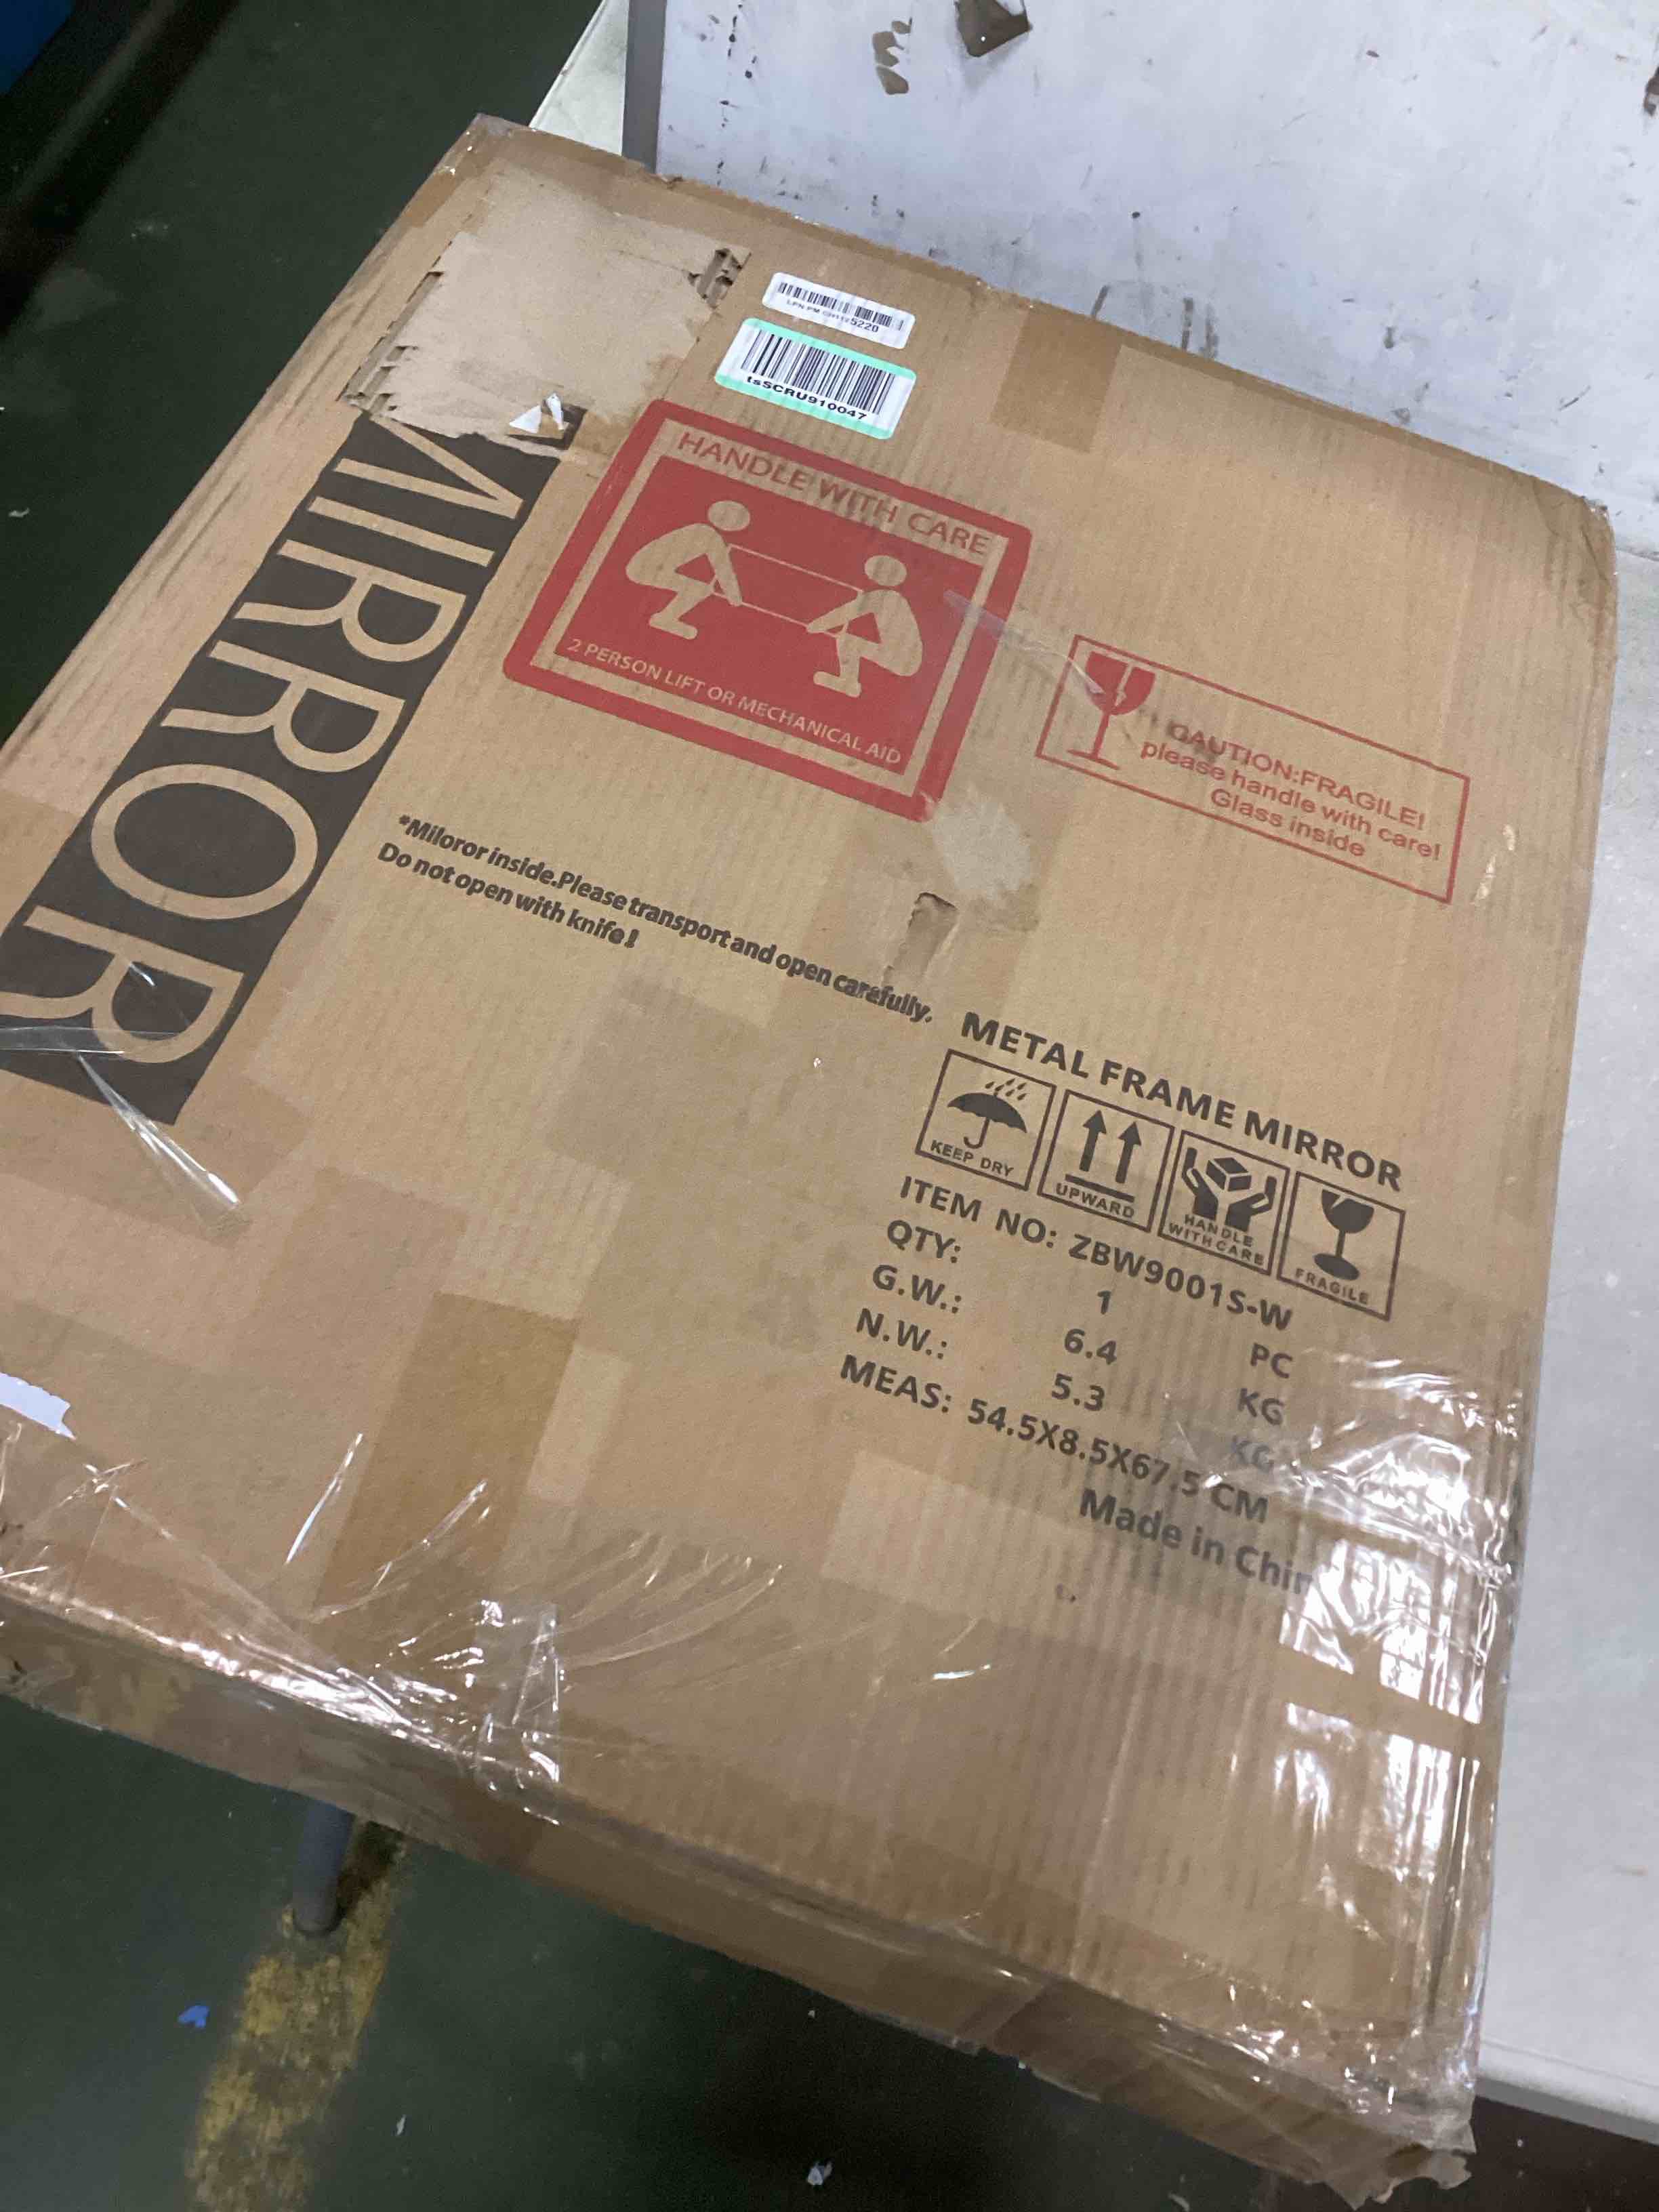 MIRROR
5220
tsSCRU910047
HANDLE WITH CARE
2 PERSON LIFT OR MECHANICAL AID
CAUTION:FRAGILE!
please handle with care!
Glass inside
*Miloror inside.Please transport and open carefully.
Do not open with knife!
METAL FRAME MIRROR
KEEP DRY
UPWARD
HANDLE
WITH CARE
FRAGILE
ITEM NO: ZBW9001S-W
QTY: 1 PC
G.W.: 6.4 KG
N.W.: 5.3 KG
MEAS: 54.5X8.5X67.5 CM
Made in Chin